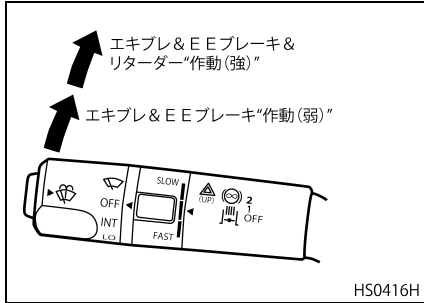 エキブレ&EEブレーキ&
リターダー“作動(強)”
エキブレ&EEブレーキ“作動(弱)”
SLOW
OFF
INT
LO
FAST
(UP)
2
1
OFF
HS0416H